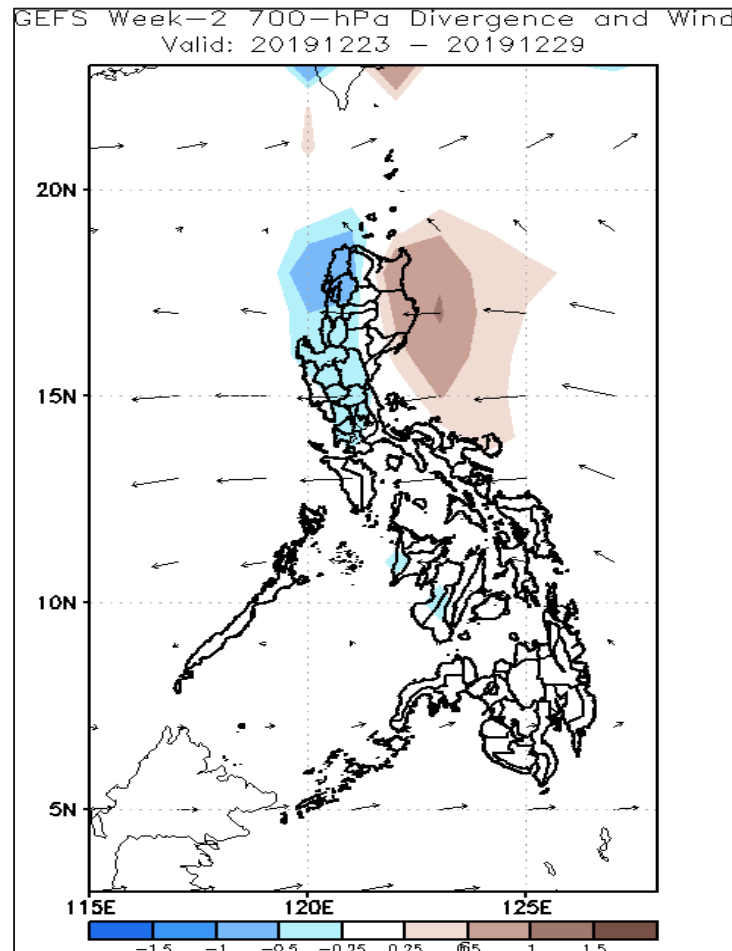 GEFS Week-2 700-hPa Divergence and Wind
Valid: 20191223 - 20191229
20N
15N
10N
5N
115E 120E 125E
-1.5 -1 -0.5 -0.25 0.25 1 1.5